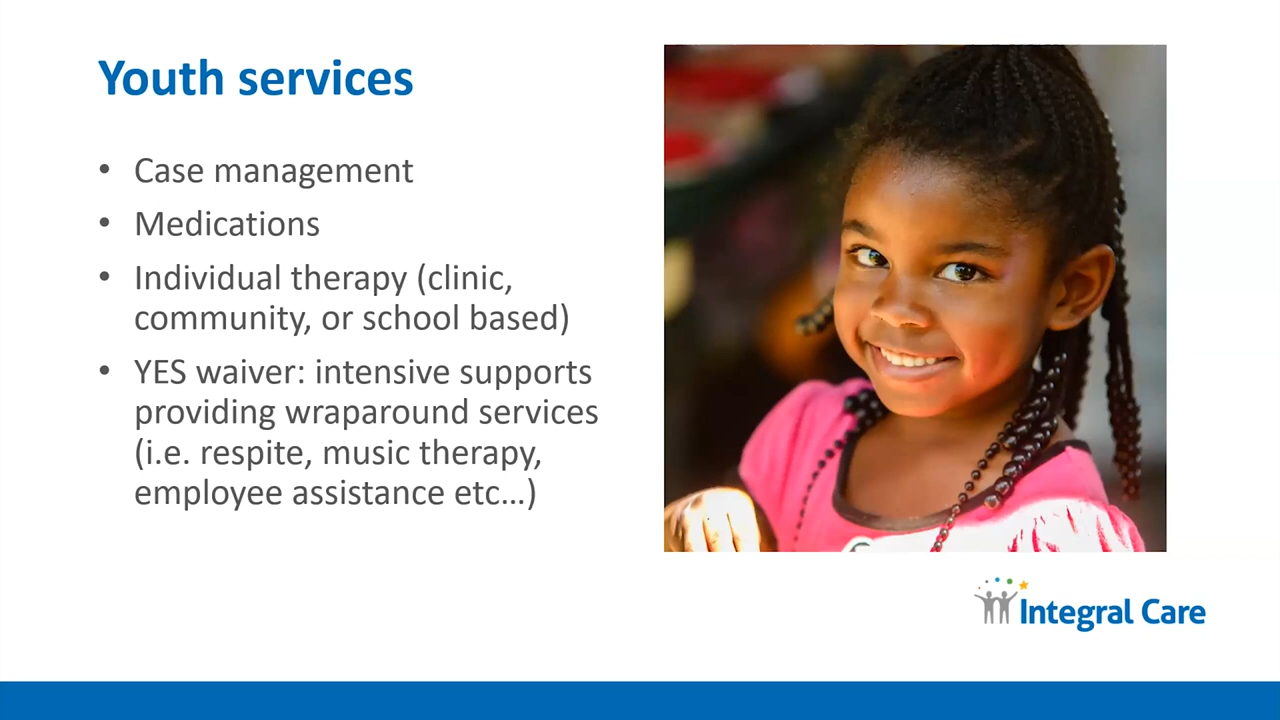 Youth services
• Case management
• Medications
• Individual therapy (clinic,
community, or school based)
• YES waiver: intensive supports
providing wraparound services
(i.e. respite, music therapy,
employee assistance etc…)
Integral Care